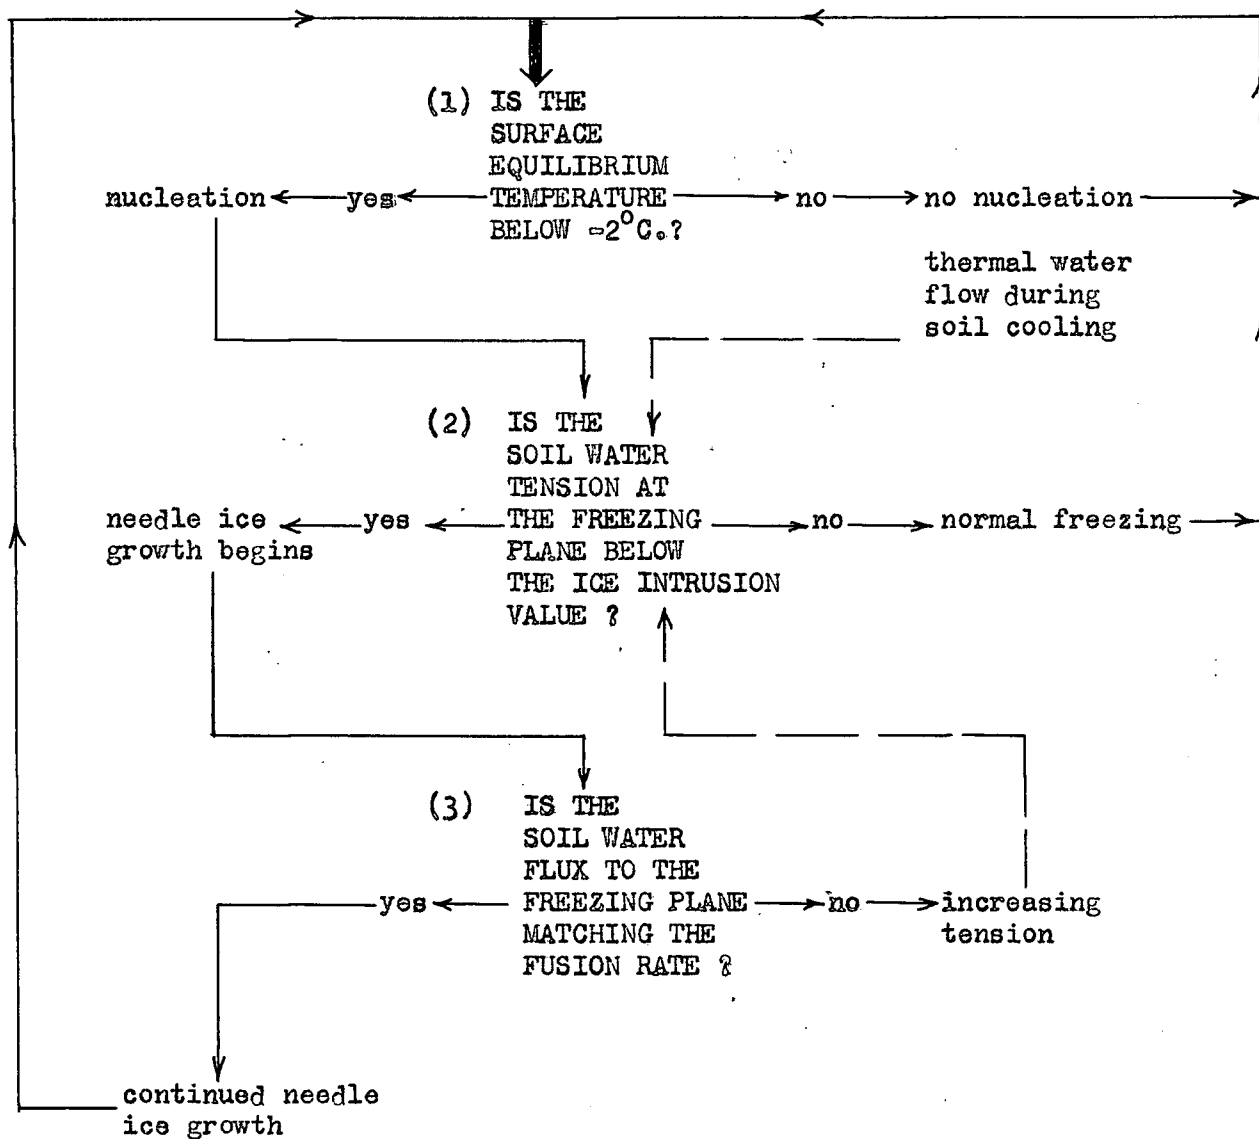 (1) IS THE
SURFACE
EQUILIBRIUM
nucleation yes TEMPERATURE no no nucleation
BELOW -2°C.?
thermal water
flow during
soil cooling
(2) IS THE
SOIL WATER
TENSION AT
needle ice yes THE FREEZING no normal freezing
growth begins PLANE BELOW
THE ICE INTRUSION
VALUE ?
(3) IS THE
SOIL WATER
FLUX TO THE
yes FREEZING PLANE no increasing
MATCHING THE tension
FUSION RATE ?
continued needle
ice growth